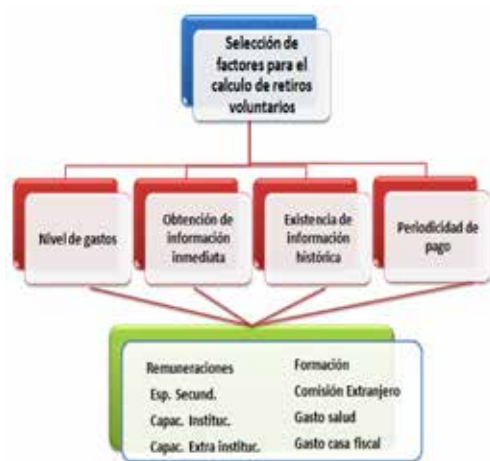 Selección de
factores para el
calculo de retiros
voluntarios
Nivel de gastos
Obtención de
información
inmediata
Existencia de
información
histórica
Periodicidad de
pago
Remuneraciones
Esp. Secund.
Capac. Instituc.
Capac. Extra instituc.
Formación
Comisión Extranjero
Gasto salud
Gasto casa fiscal